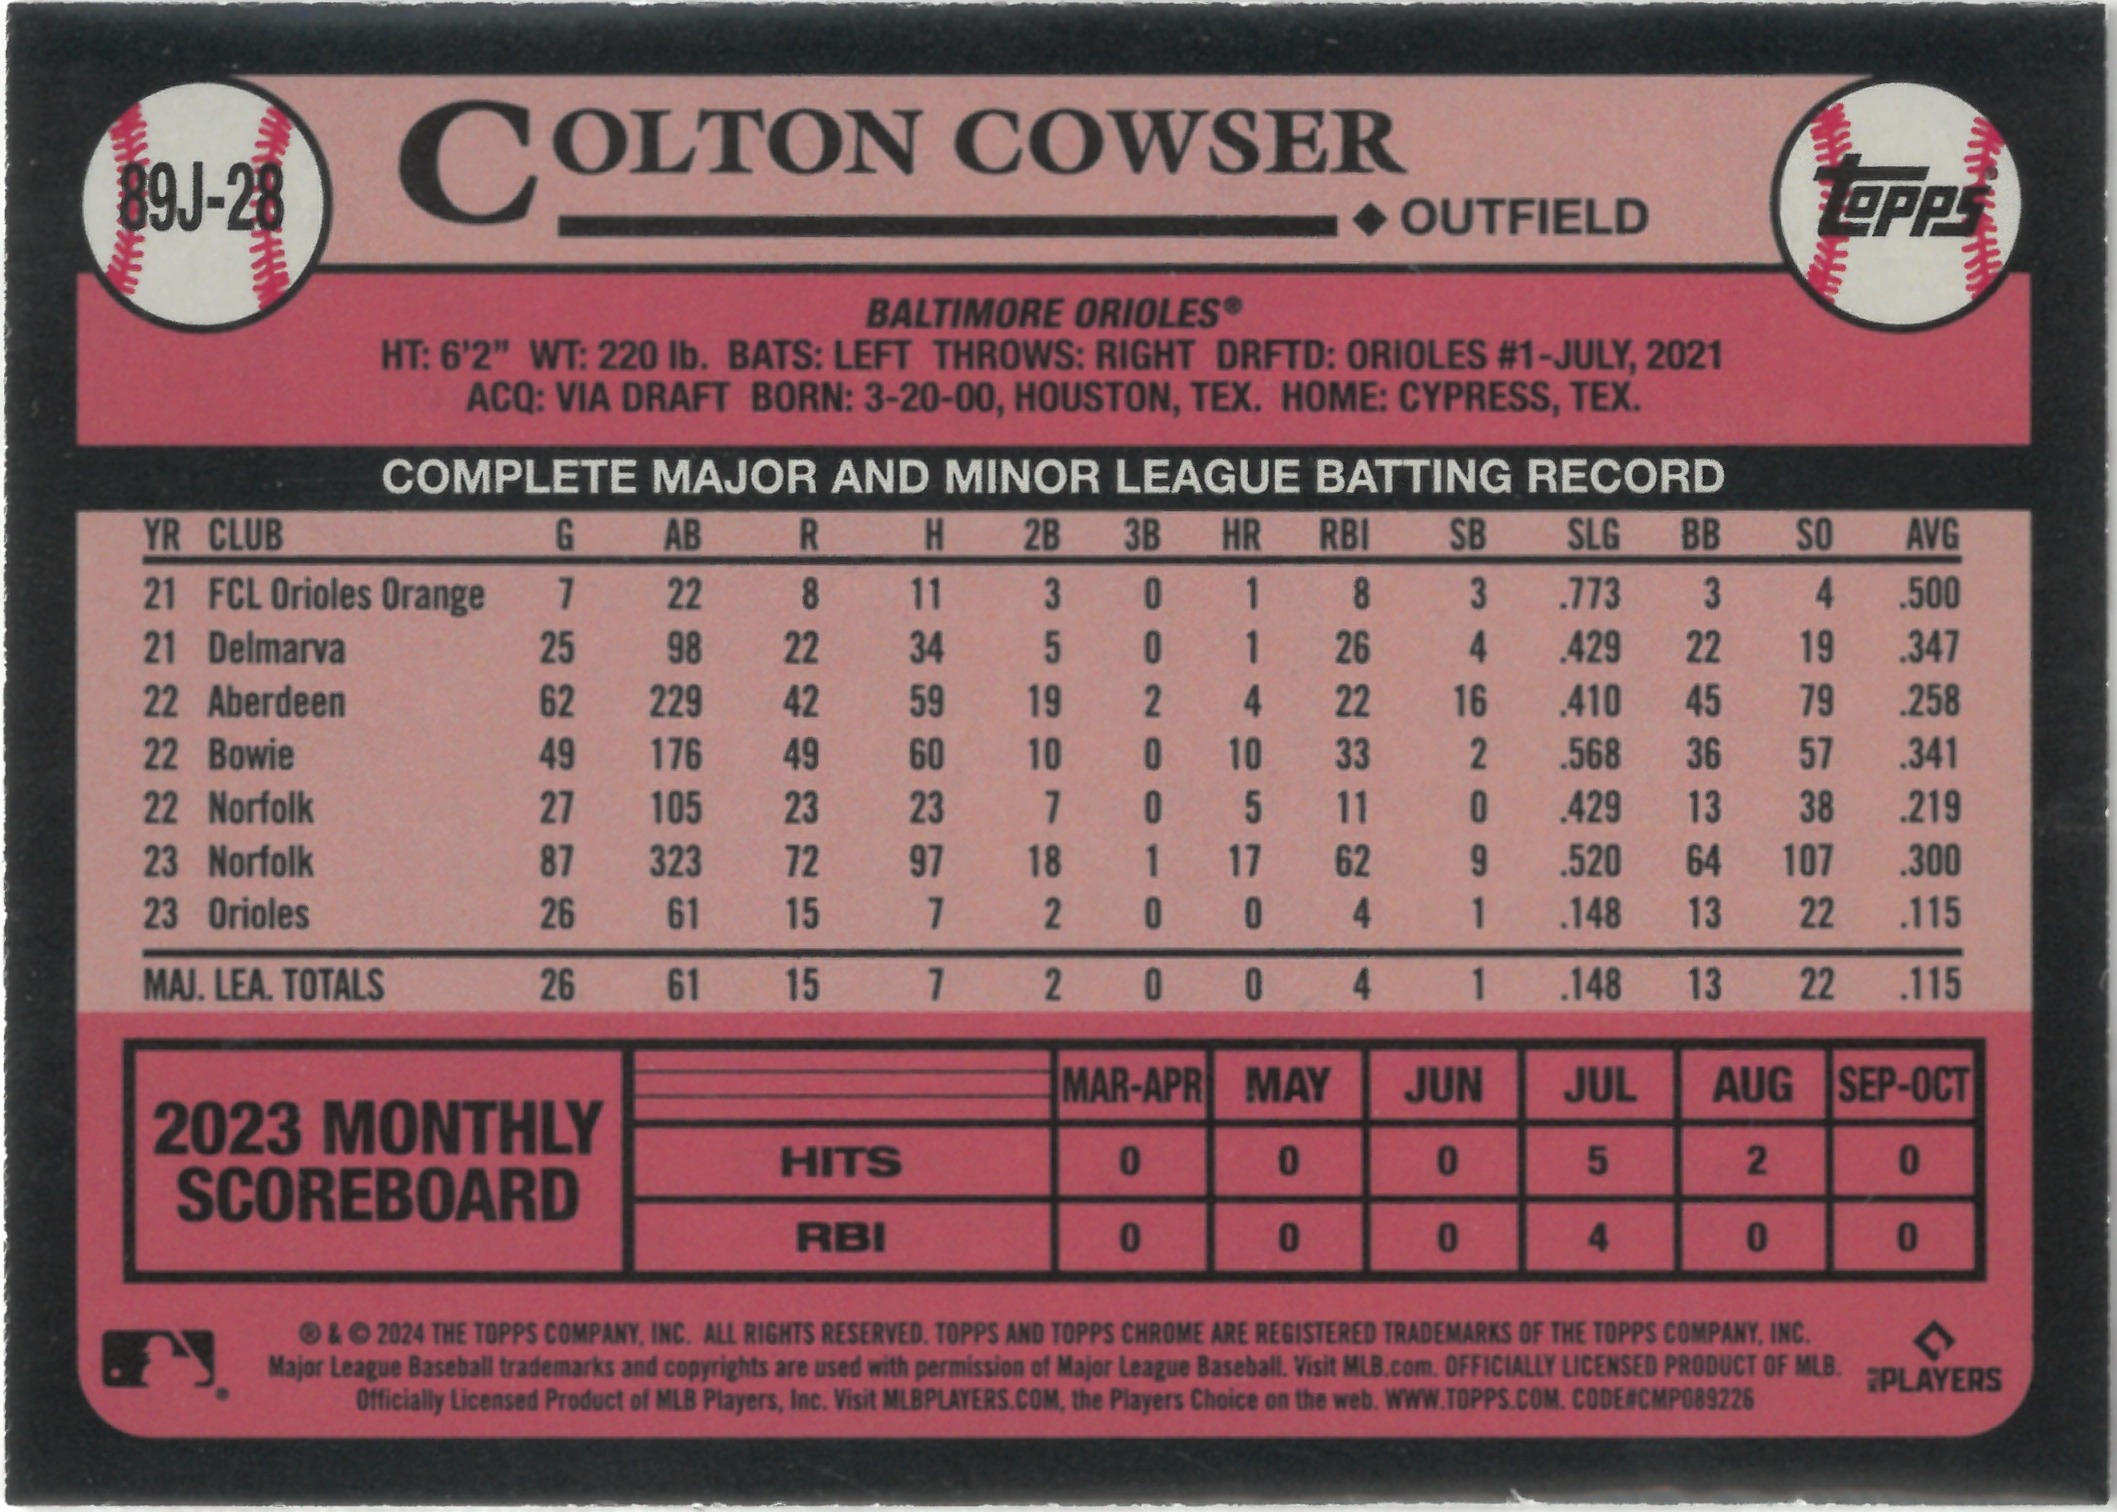 89J-28
COLTON COWSER
◆ OUTFIELD
TOPPS®
BALTIMORE ORIOLES®
HT: 6'2" WT: 220 lb. BATS: LEFT THROWS: RIGHT DRFTD: ORIOLES #1-JULY, 2021
ACQ: VIA DRAFT BORN: 3-20-00, HOUSTON, TEX. HOME: CYPRESS, TEX.
COMPLETE MAJOR AND MINOR LEAGUE BATTING RECORD
YR CLUB G AB R H 2B 3B HR RBI SB SLG BB SO AVG
21 FCL Orioles Orange 7 22 8 11 3 0 1 8 3 .773 3 4 .500
21 Delmarva 25 98 22 34 5 0 1 26 4 .429 22 19 .347
22 Aberdeen 62 229 42 59 19 2 4 22 16 .410 45 79 .258
22 Bowie 49 176 49 60 10 0 10 33 2 .568 36 57 .341
22 Norfolk 27 105 23 23 7 0 5 11 0 .429 13 38 .219
23 Norfolk 87 323 72 97 18 1 17 62 9 .520 64 107 .300
23 Orioles 26 61 15 7 2 0 0 4 1 .148 13 22 .115
MAJ. LEA. TOTALS 26 61 15 7 2 0 0 4 1 .148 13 22 .115
2023 MONTHLY
SCOREBOARD
MAR-APR MAY JUN JUL AUG SEP-OCT
HITS 0 0 0 5 2 0
RBI 0 0 0 4 0 0
® & © 2024 THE TOPPS COMPANY, INC. ALL RIGHTS RESERVED. TOPPS AND TOPPS CHROME ARE REGISTERED TRADEMARKS OF THE TOPPS COMPANY, INC.
Major League Baseball trademarks and copyrights are used with permission of Major League Baseball. Visit MLB.com. OFFICIALLY LICENSED PRODUCT OF MLB.
Officially Licensed Product of MLB Players, Inc. Visit MLBPLAYERS.COM, the Players Choice on the web. WWW.TOPPS.COM. CODE#CMP089226
MLB PLAYERS